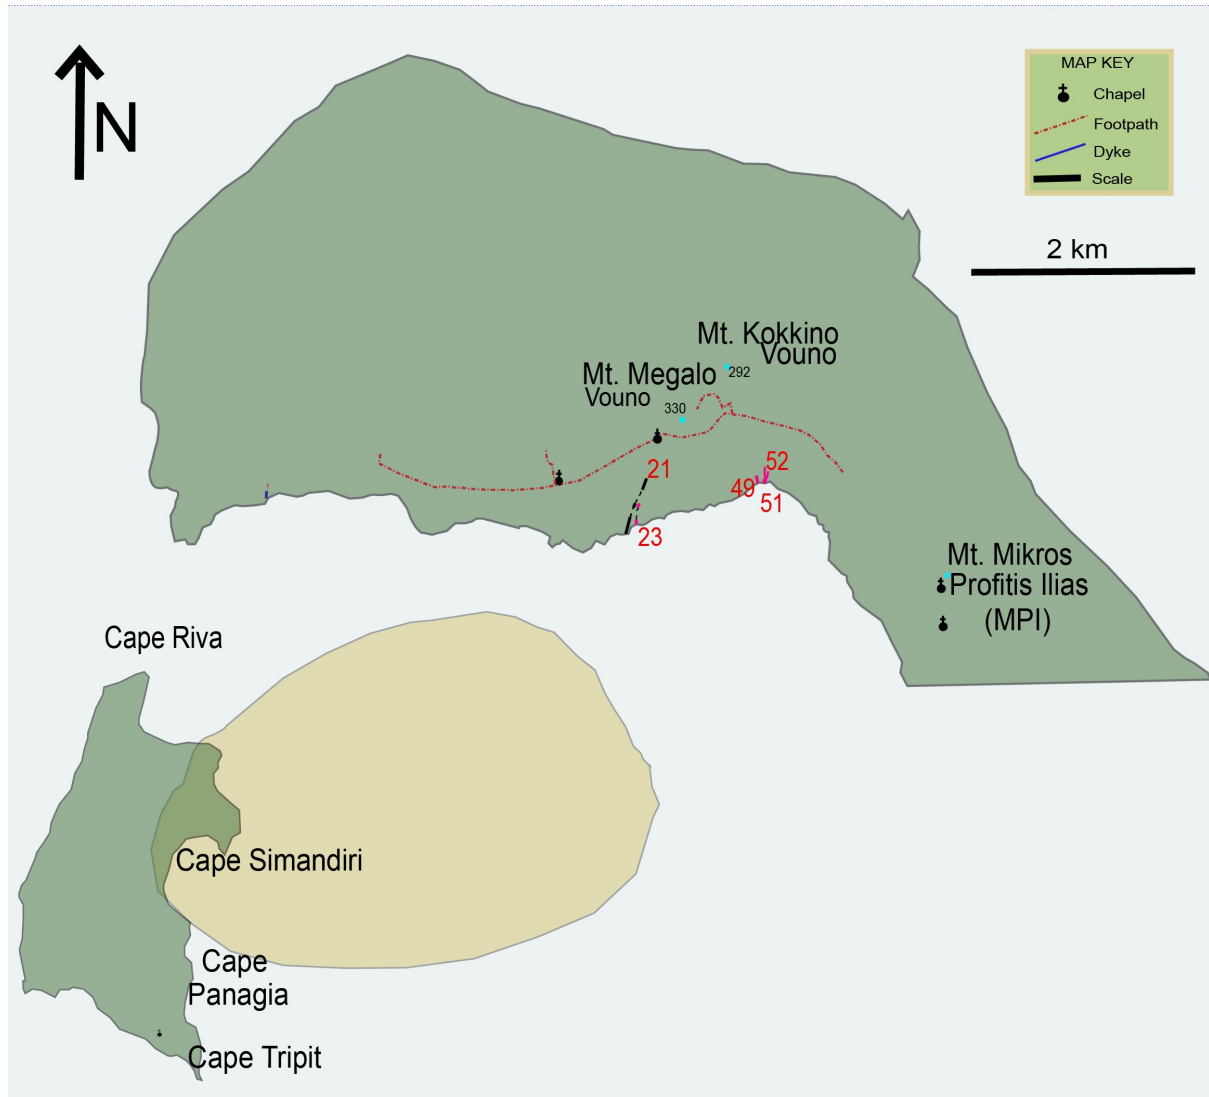 N
MAP KEY
Chapel
Footpath
Dyke
Scale
2 km
Mt. Kokkino
Vouno
292
Mt. Megalo
Vouno
330
21
52
49
51
23
1
Mt. Mikros
Profitis Ilias
(MPI)
Cape Riva
Cape Simandiri
Cape
Panagia
Cape Tripit